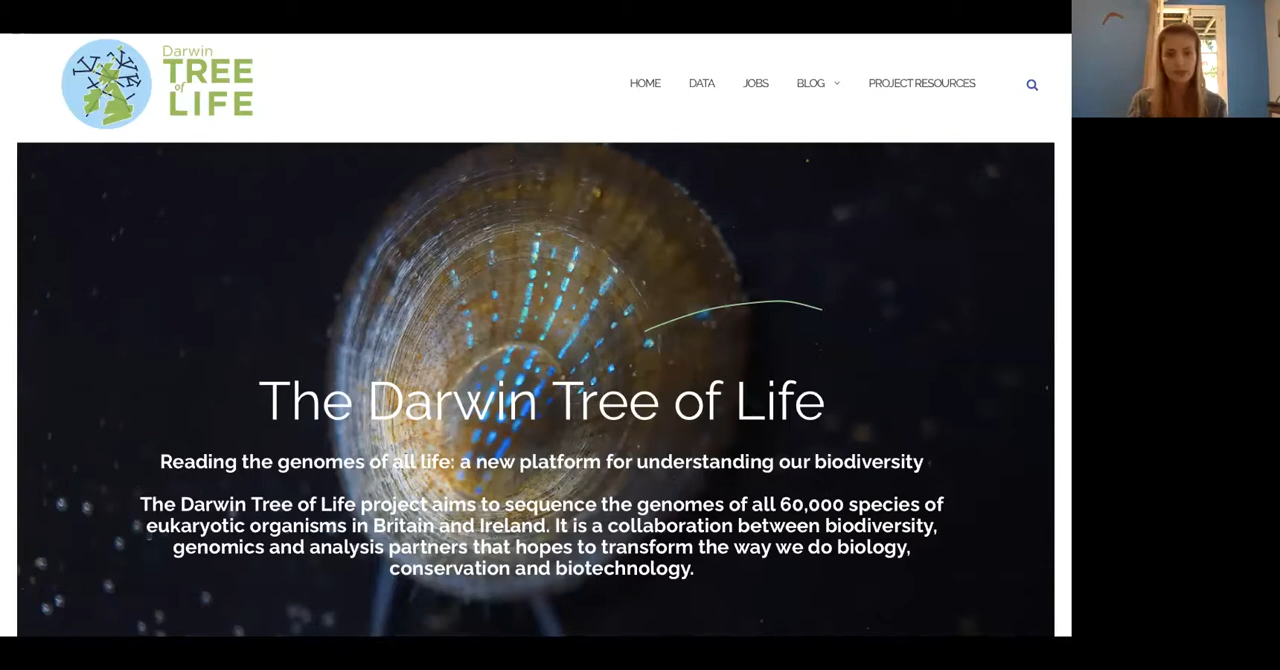 Darwin
TREE
of
LIFE
HOME DATA JOBS BLOG PROJECT RESOURCES
The Darwin Tree of Life
Reading the genomes of all life: a new platform for understanding our biodiversity
The Darwin Tree of Life project aims to sequence the genomes of all 60,000 species of
eukaryotic organisms in Britain and Ireland. It is a collaboration between biodiversity,
genomics and analysis partners that hopes to transform the way we do biology,
conservation and biotechnology.